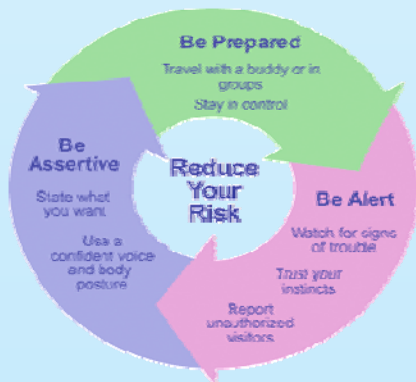 Be Prepared
Travel with a buddy or in
groups
Stay in control
Be
Assertive
State what
you want
Use a
confident voice
and body
posture
Reduce
Your
Risk
Be Alert
Watch for signs
of trouble
Trust your
instincts
Report
unauthorized
visitors